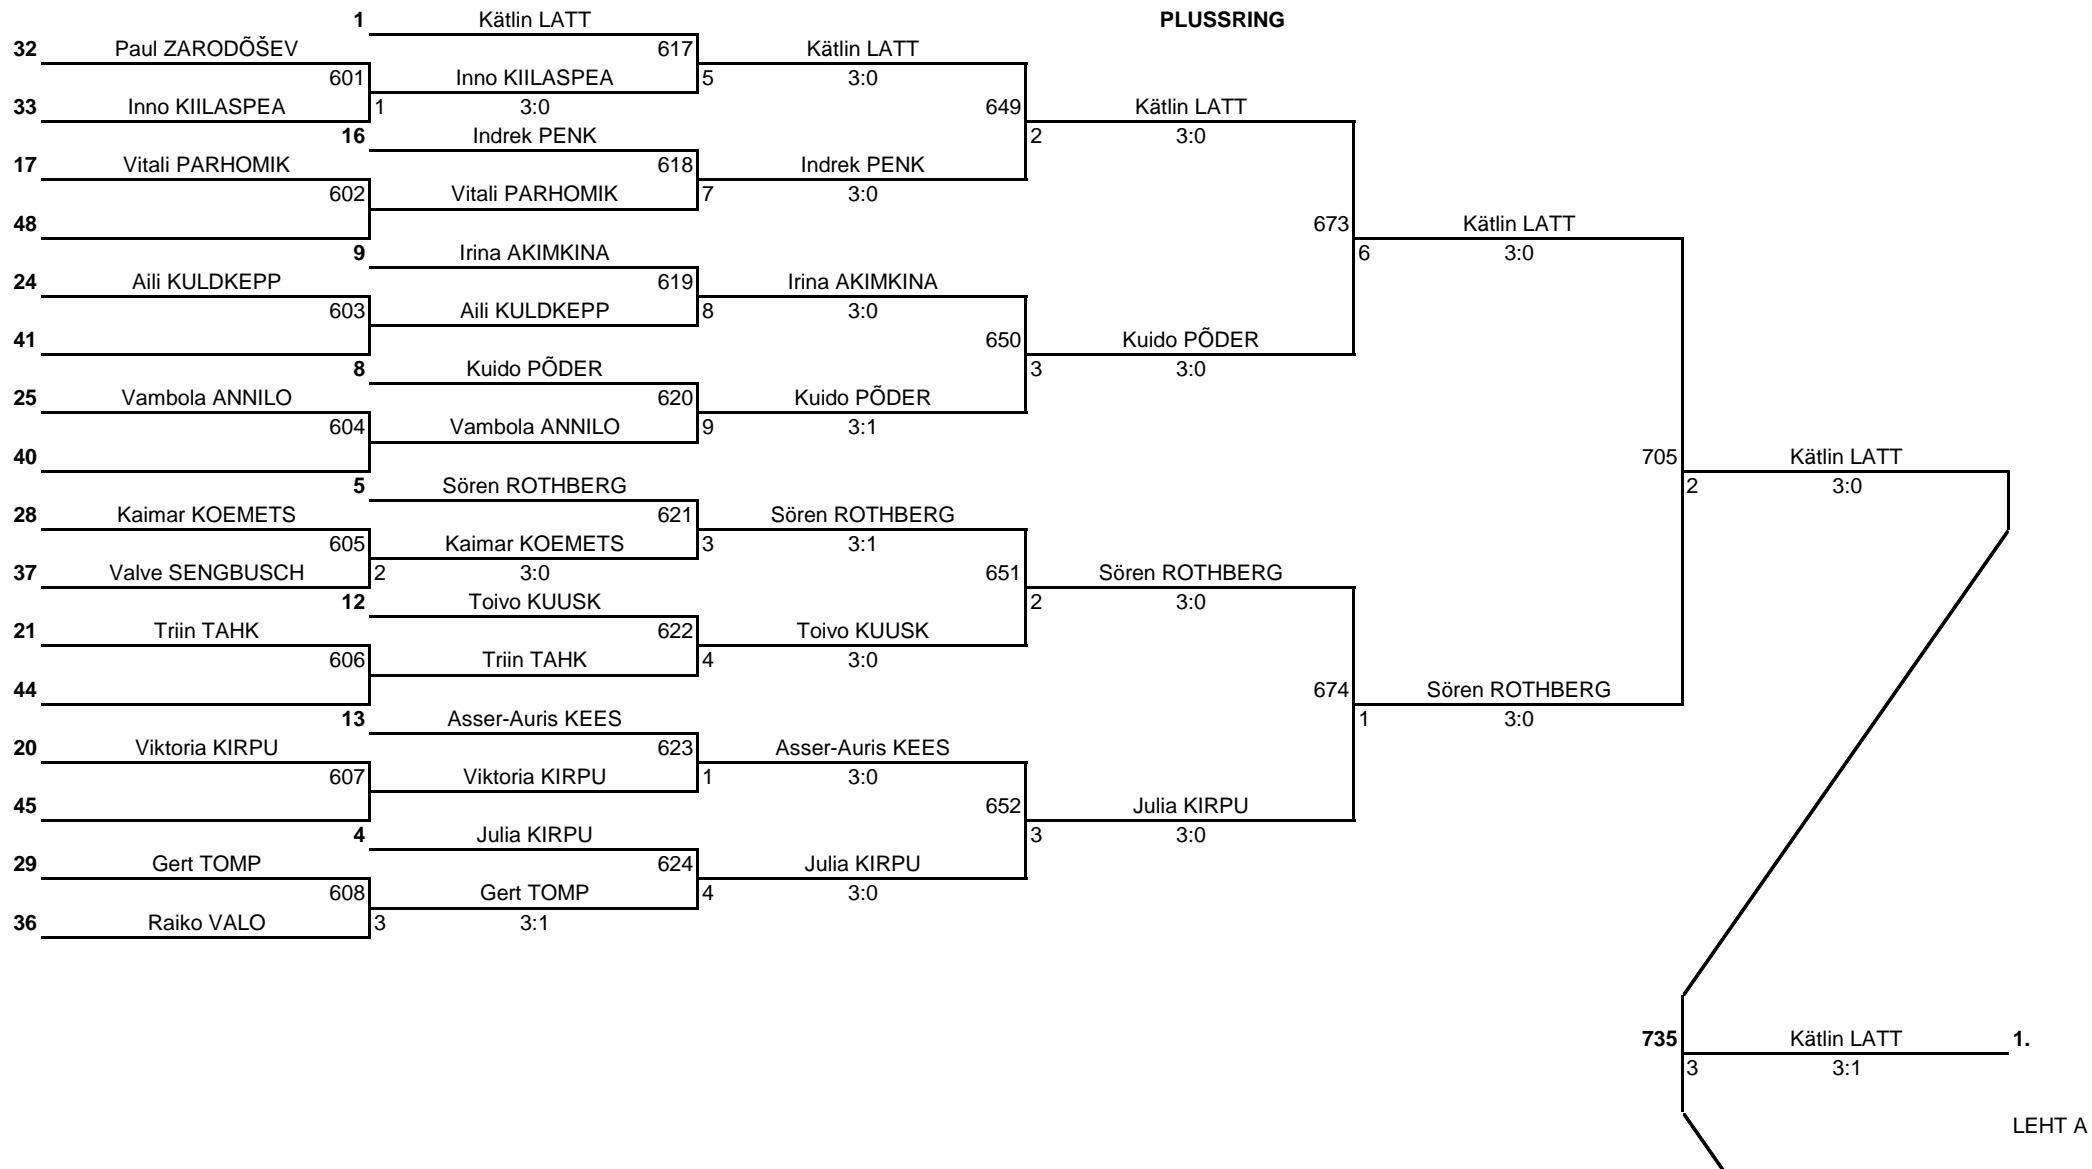 1 Kätlin LATT PLUSSRING
32 Paul ZARODÕŠEV 617 Kätlin LATT
601 Inno KIILASPEA 5 3:0
33 Inno KIILASPEA 1 3:0 649 Kätlin LATT
16 Indrek PENK 2 3:0
17 Vitali PARHOMIK 618 Indrek PENK
602 Vitali PARHOMIK 7 3:0
48 673 Kätlin LATT
9 Irina AKIMKINA 6 3:0
24 Aili KULDKEPP 619 Irina AKIMKINA
603 Aili KULDKEPP 8 3:0
41 650 Kuido PÕDER
8 Kuido PÕDER 3 3:0
25 Vambola ANNILO 620 Kuido PÕDER
604 Vambola ANNILO 9 3:1
40 705 Kätlin LATT
5 Sören ROTHBERG 2 3:0
28 Kaimar KOEMETS 621 Sören ROTHBERG
605 Kaimar KOEMETS 3 3:1
37 Valve SENGBUSCH 2 3:0 651 Sören ROTHBERG
12 Toivo KUUSK 2 3:0
21 Triin TAHK 622 Toivo KUUSK
606 Triin TAHK 4 3:0
44 674 Sören ROTHBERG
13 Asser-Auris KEES 1 3:0
20 Viktoria KIRPU 623 Asser-Auris KEES
607 Viktoria KIRPU 1 3:0
45 652 Julia KIRPU
4 Julia KIRPU 3 3:0
29 Gert TOMP 624 Julia KIRPU
608 Gert TOMP 4 3:0
36 Raiko VALO 3 3:1
735 Kätlin LATT 1.
3 3:1
LEHT A